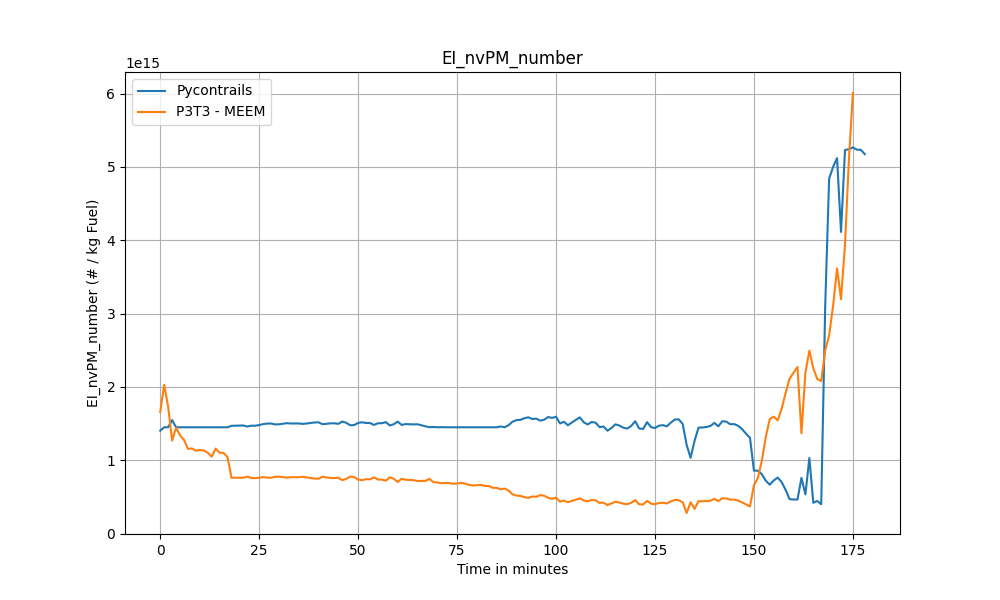 EI_nvPM_number
1e15
Pycontrails
P3T3 - MEEM
6
5
4
3
2
1
0
EI_nvPM_number (# / kg Fuel)
0 25 50 75 100 125 150 175
Time in minutes